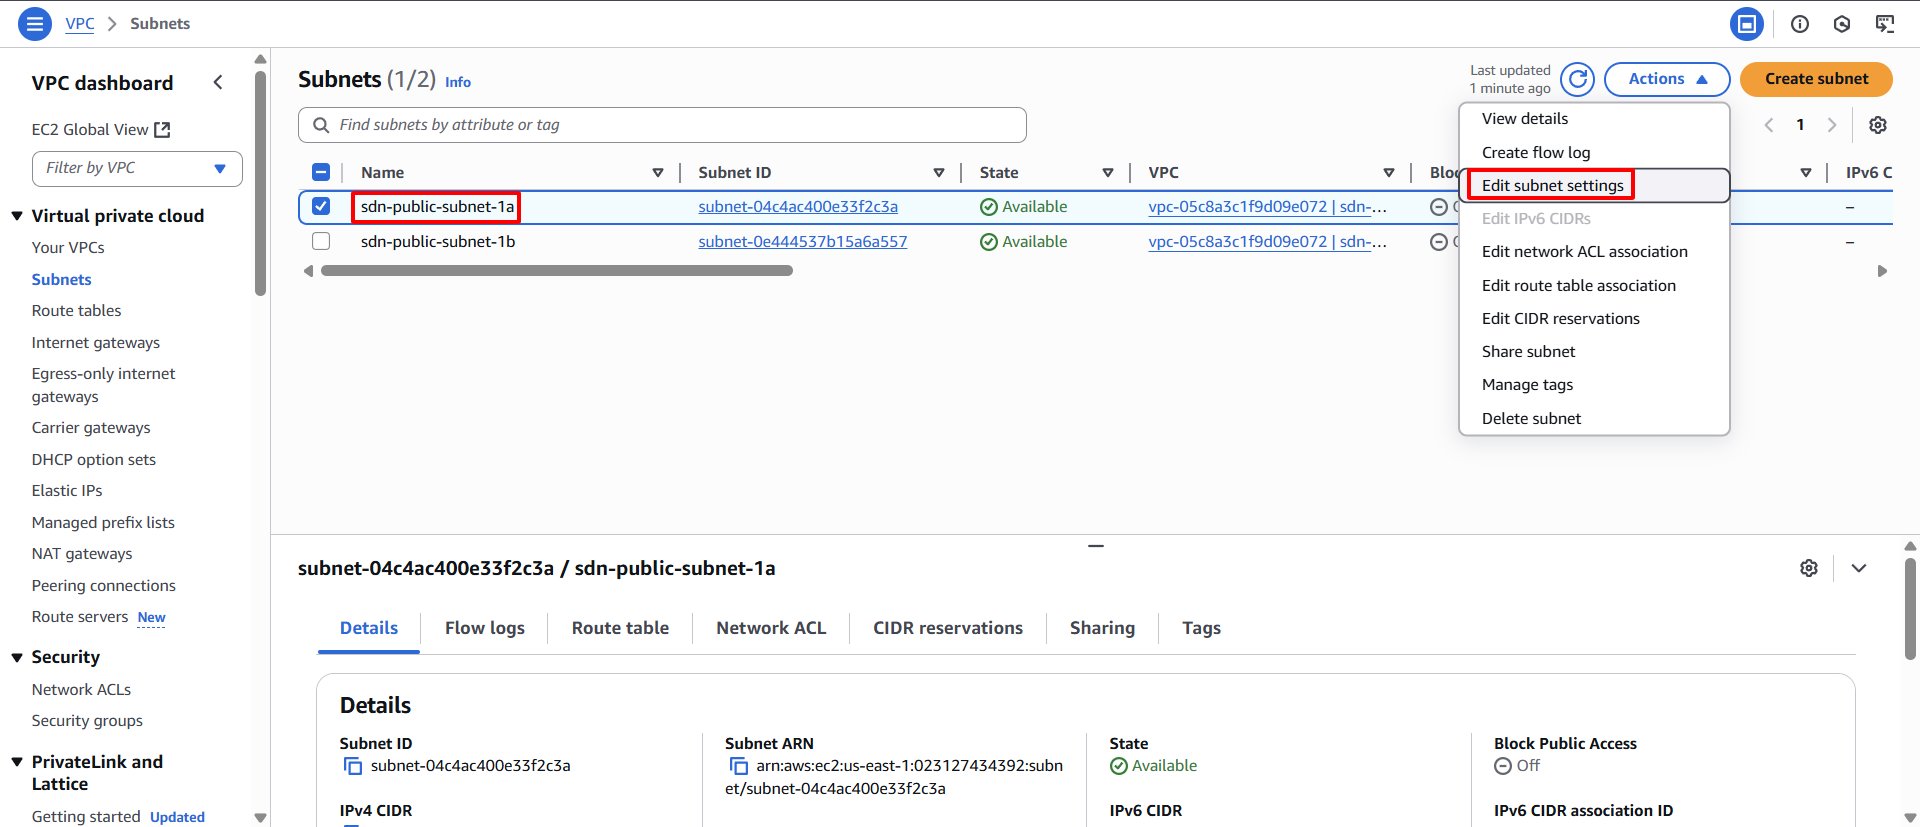 VPC
Subnets
VPC dashboard
EC2 Global View
Filter by VPC
Virtual private cloud
Your VPCs
Subnets
Route tables
Internet gateways
Egress-only internet
gateways
Carrier gateways
DHCP option sets
Elastic IPs
Managed prefix lists
NAT gateways
Peering connections
Route servers New
Security
Network ACLs
Security groups
PrivateLink and
Lattice
Getting started Updated
Subnets (1/2) Info
Last updated
1 minute ago
Actions
Create subnet
Find subnets by attribute or tag
1
Name Subnet ID State VPC IPv6 C
sdn-public-subnet-1a subnet-04c4ac400e33f2c3a Available vpc-05c8a3c1f9d09e072 | sdn-... –
sdn-public-subnet-1b subnet-0e444537b15a6a557 Available vpc-05c8a3c1f9d09e072 | sdn-... –
View details
Create flow log
Edit subnet settings
Edit IPv6 CIDRs
Edit network ACL association
Edit route table association
Edit CIDR reservations
Share subnet
Manage tags
Delete subnet
subnet-04c4ac400e33f2c3a / sdn-public-subnet-1a
Details Flow logs Route table Network ACL CIDR reservations Sharing Tags
Details
Subnet ID
subnet-04c4ac400e33f2c3a
Subnet ARN
arn:aws:ec2:us-east-1:023127434392:subn
et/subnet-04c4ac400e33f2c3a
State
Available
Block Public Access
Off
IPv4 CIDR
IPv6 CIDR
IPv6 CIDR association ID